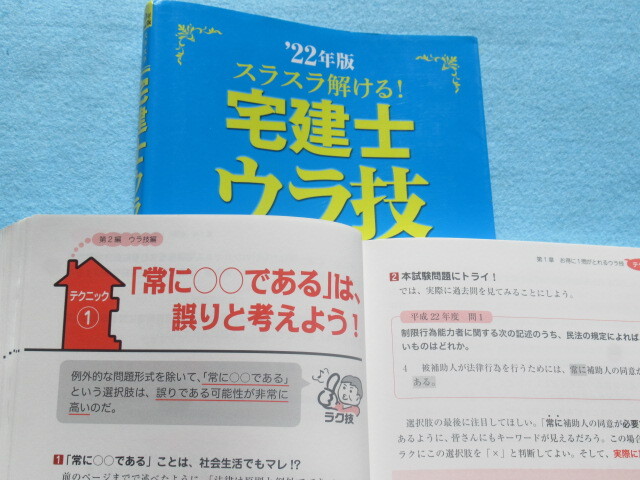 '22年版
スラスラ解ける!
宅建士
ウラ技
第2編 ウラ技編
テクニック
①
「常に○○である」は、
誤りと考えよう!
例外的な問題形式を除いて、「常に○○である」
という選択肢は、誤りである可能性が非常に
高いのだ。
ラク技
1 「常に○○である」ことは、社会生活でもマレ!?
2 本試験問題にトライ!
では、実際に過去問を見てみることにしよう。
平成22年度 問1
制限行為能力者に関する次の記述のうち、民法の規定によれば
いものはどれか。
4 被補助人が法律行為を行うためには、常に補助人の同意が
ある。
選択肢の最後に注目してほしい。「常に補助人の同意が必要
あるように、皆さんにもキーワードが見えるだろう。この場合
ラクにこの選択肢を「×」と判断してよい。そして、実際に